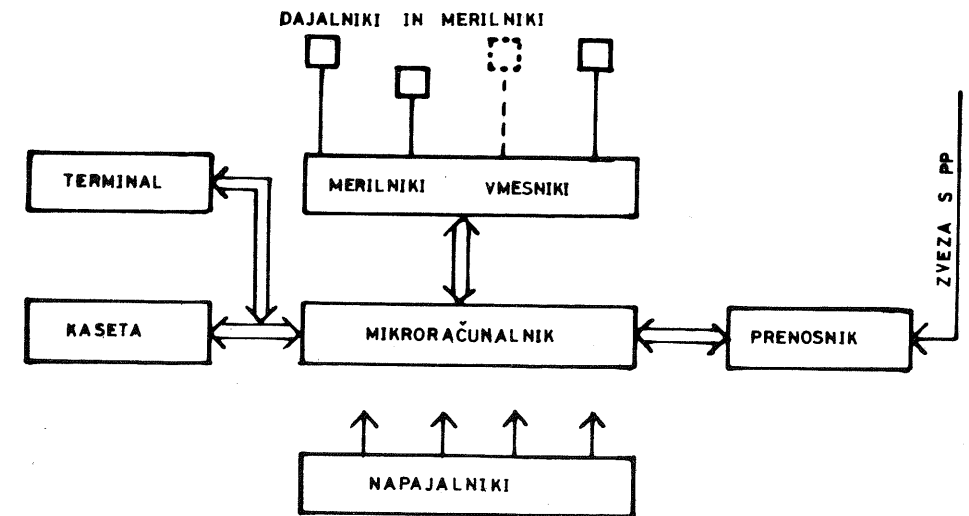 DAJALNIKI IN MERILNIKI
TERMINAL
MERILNIKI VMESNIKI
ZVEZA S PP
KASETA
MIKRORAČUNALNIK
PRENOSNIK
NAPAJALNIKI